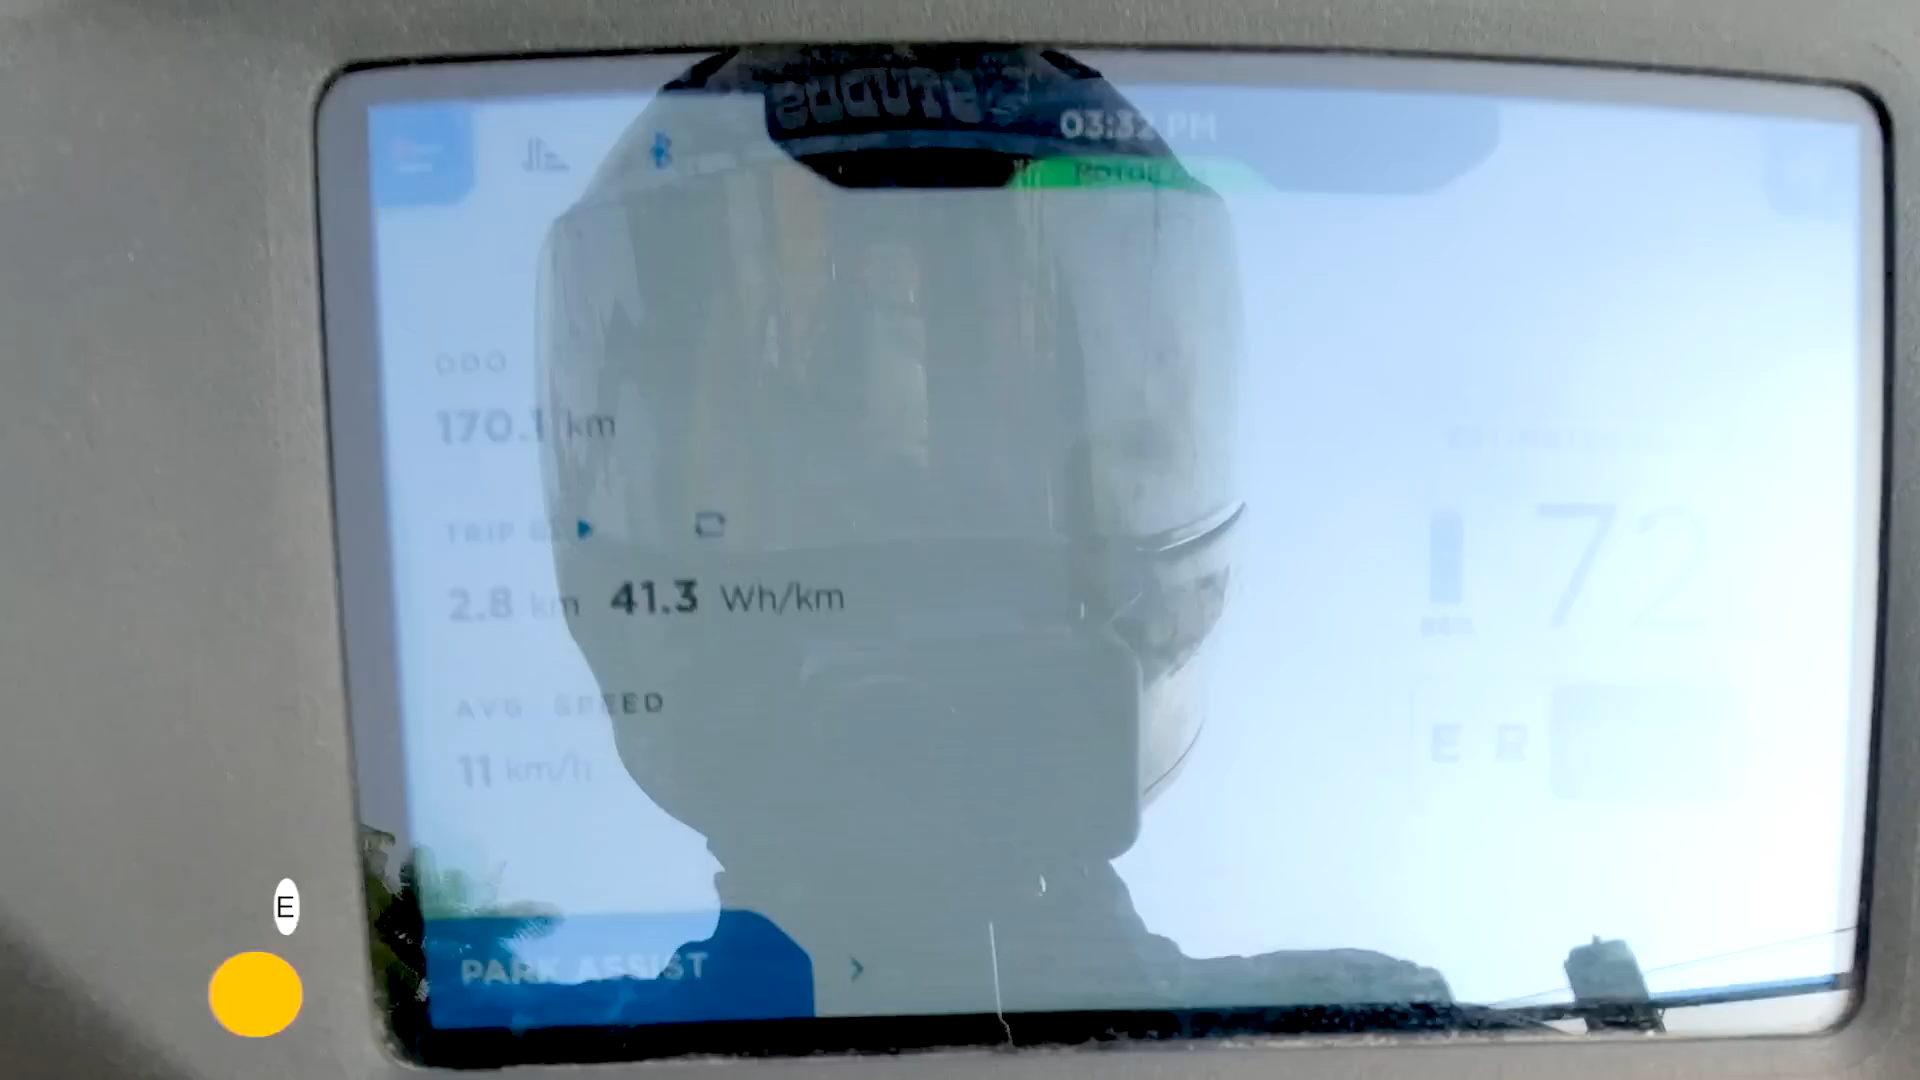 03:32 PM
ODO
170.1 km
TRIP
2.8 km 41.3 Wh/km
AVG. SPEED
11 km/h
72
E R
PARK ASSIST
E